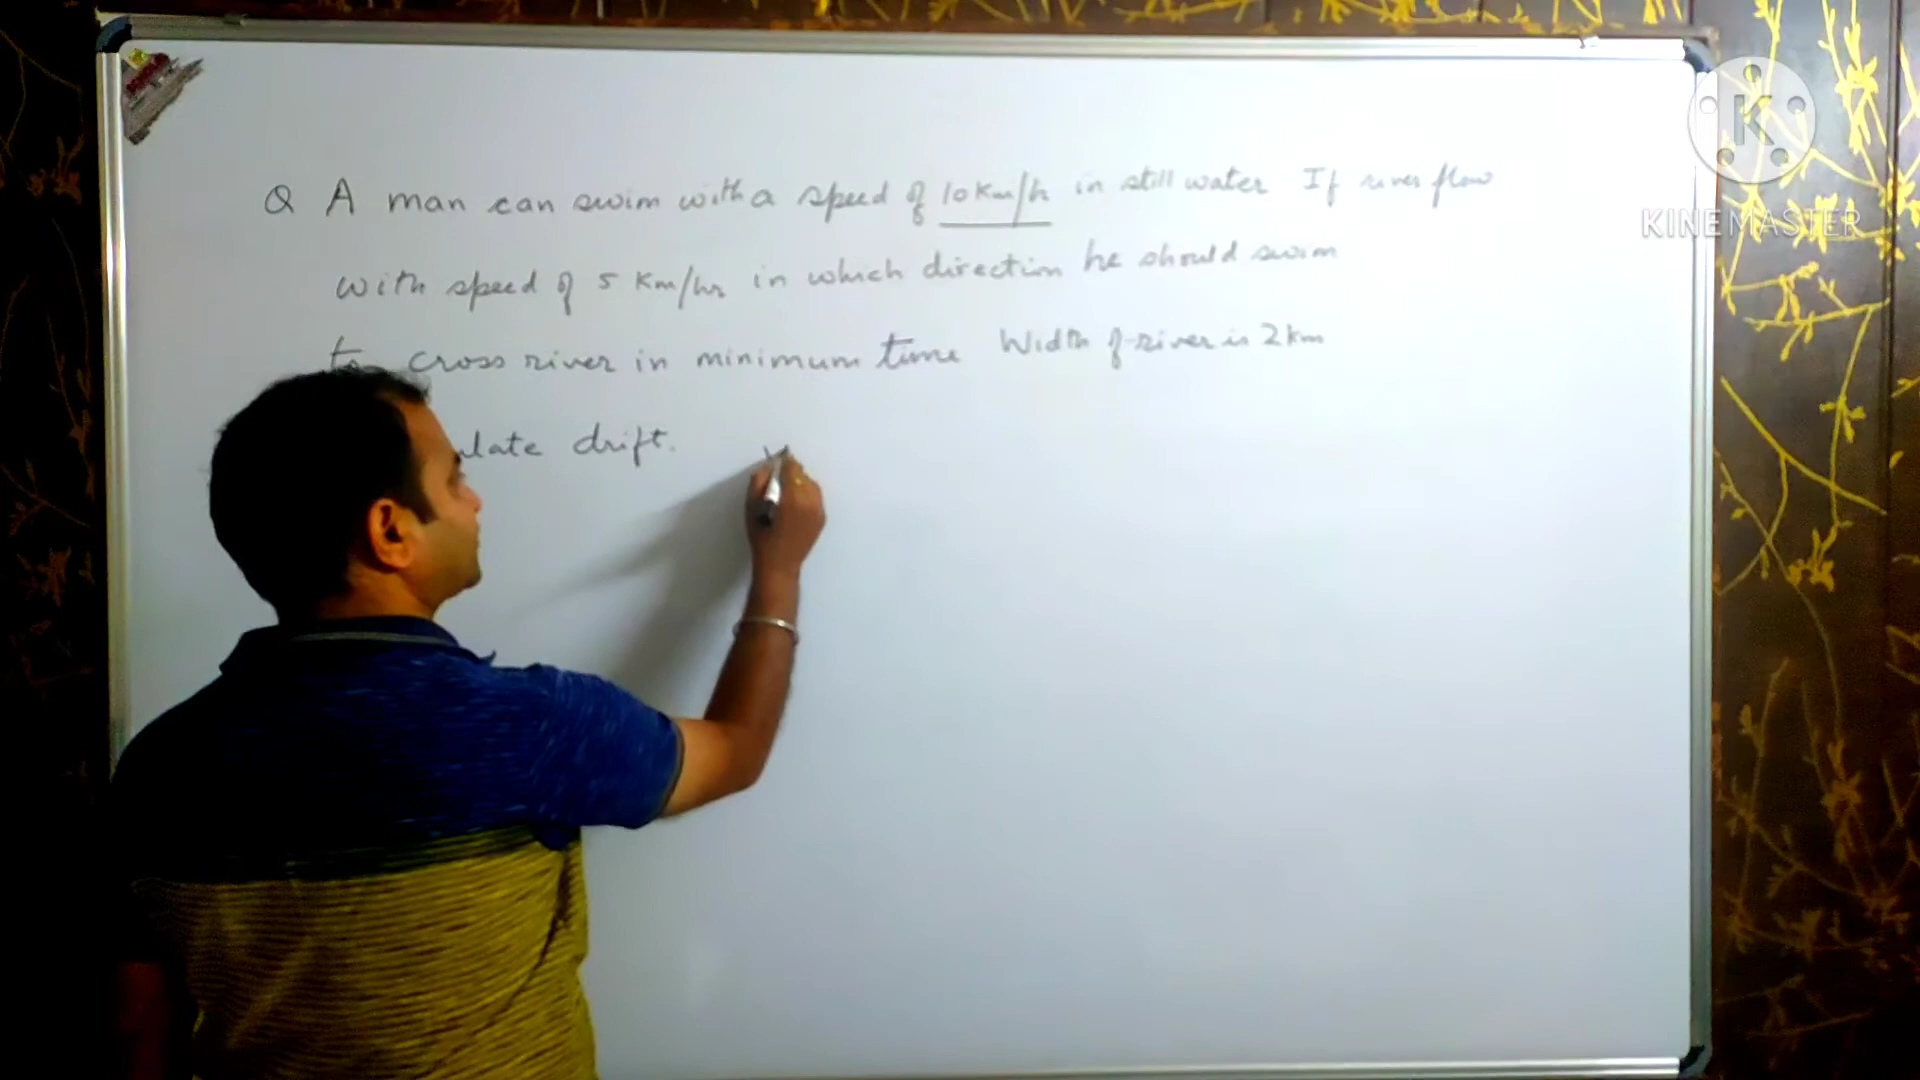 Q A man can swim with a speed of 10 Km/h in still water If river flow
with speed of 5 Km/hr in which direction he should swim
to cross river in minimum time Width of river is 2 km
ulate drift.
K
KINEMASTER